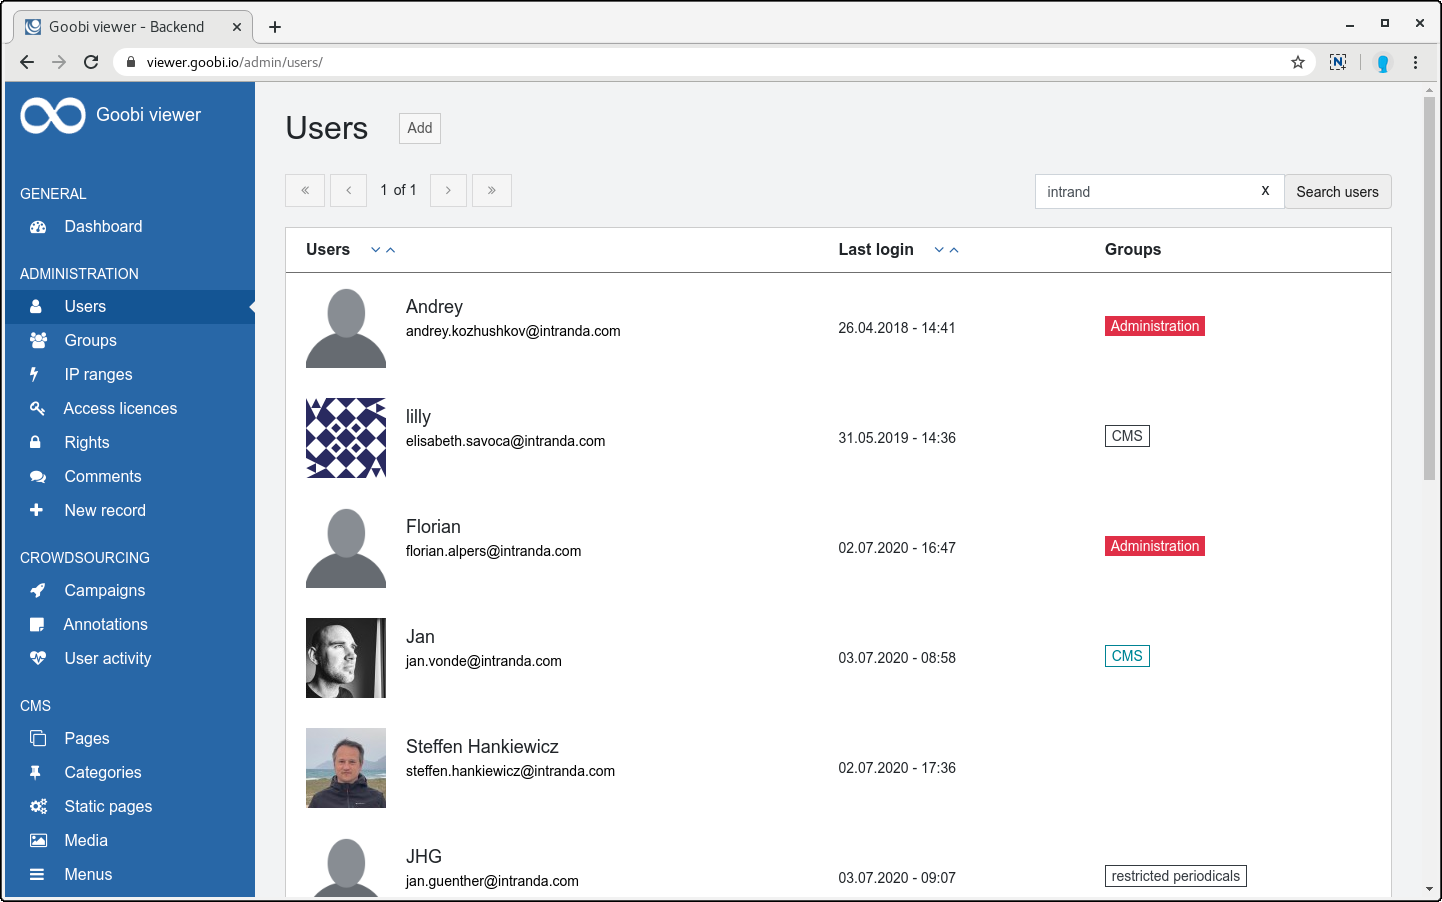 Goobi viewer - Backend
viewer.goobi.io/admin/users/
Goobi viewer
GENERAL
Dashboard
ADMINISTRATION
Users
Groups
IP ranges
Access licences
Rights
Comments
New record
CROWDSOURCING
Campaigns
Annotations
User activity
CMS
Pages
Categories
Static pages
Media
Menus
Users Add
« ‹ 1 of 1 › » intrand X Search users
Users Last login Groups
Andrey
andrey.kozhushkov@intranda.com 26.04.2018 - 14:41 Administration
lilly
elisabeth.savoca@intranda.com 31.05.2019 - 14:36 CMS
Florian
florian.alpers@intranda.com 02.07.2020 - 16:47 Administration
Jan
jan.vonde@intranda.com 03.07.2020 - 08:58 CMS
Steffen Hankiewicz
steffen.hankiewicz@intranda.com 02.07.2020 - 17:36
JHG
jan.guenther@intranda.com 03.07.2020 - 09:07 restricted periodicals